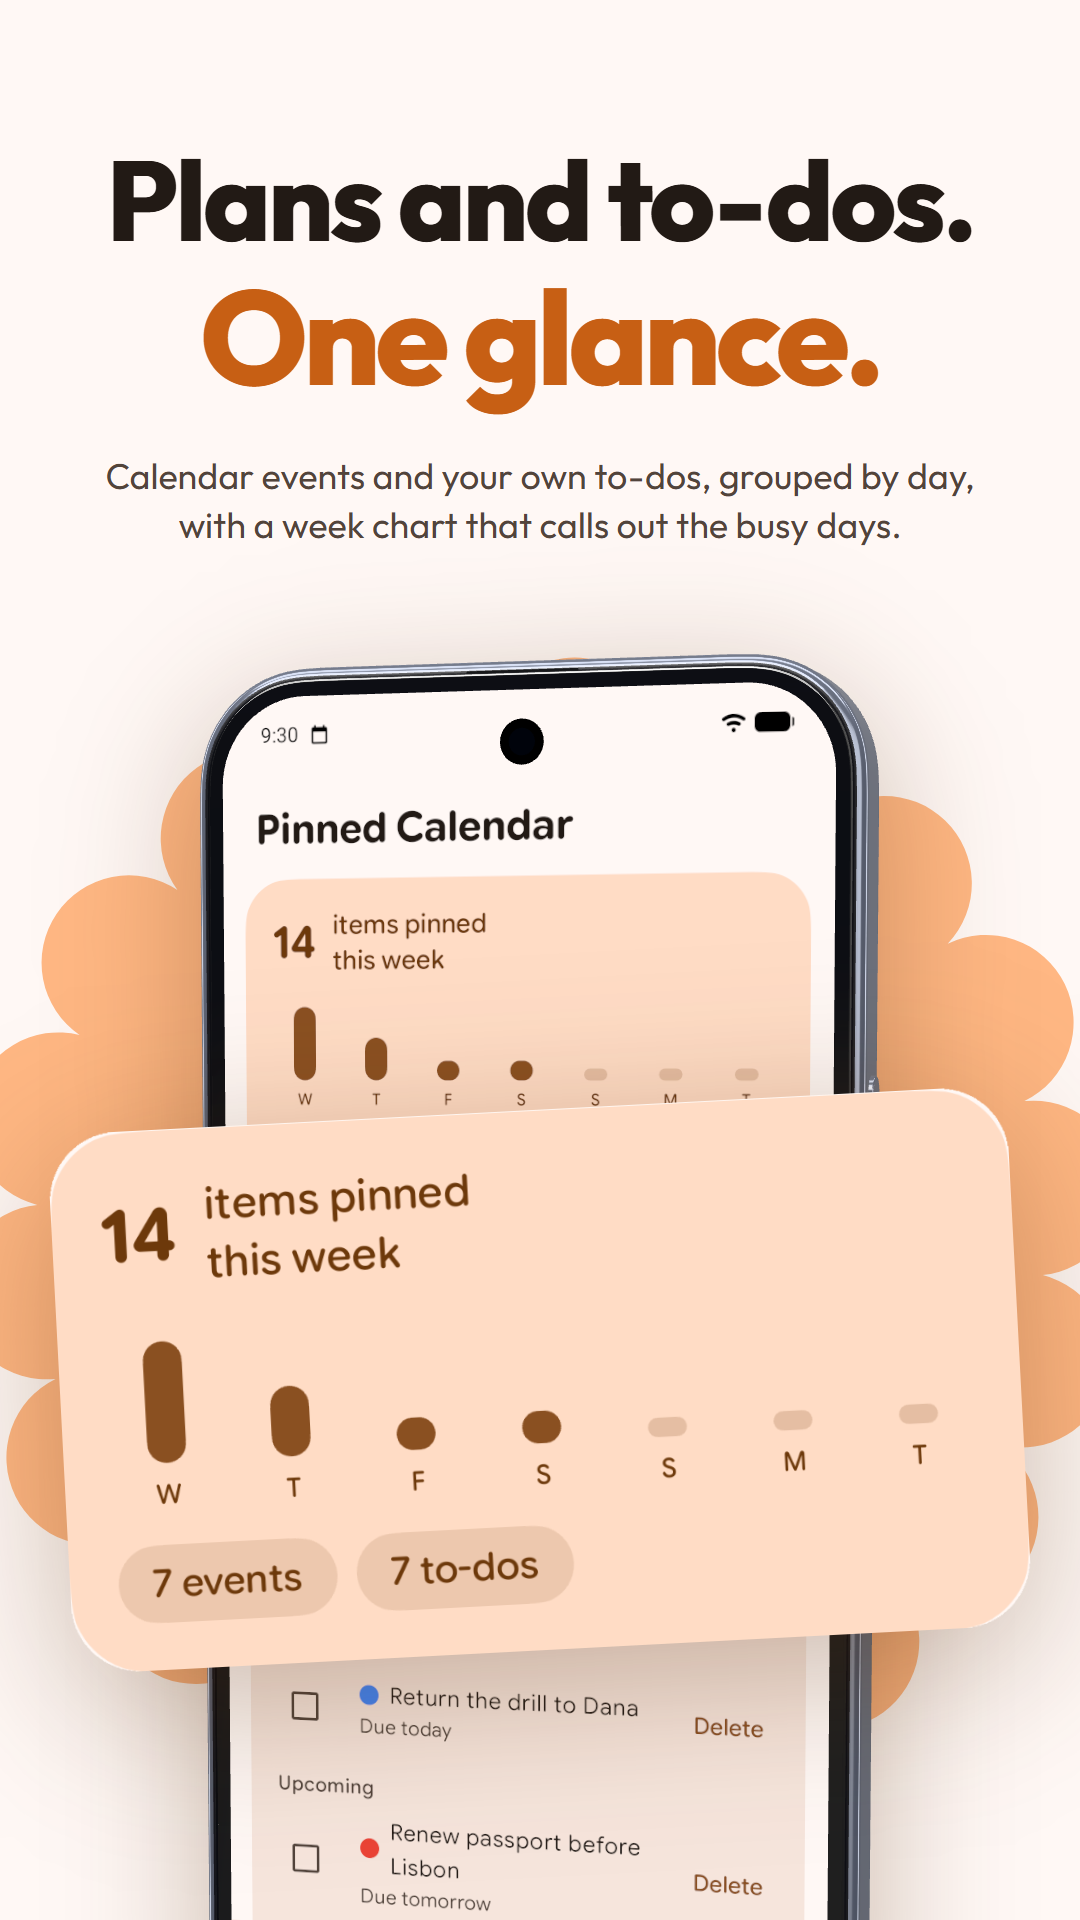 Plans and to-dos.
One glance.
Calendar events and your own to-dos, grouped by day,
with a week chart that calls out the busy days.
9:30
Pinned Calendar
14 items pinned
this week
W T F S S M T
14 items pinned
this week
W T F S S M T
7 events 7 to-dos
Return the drill to Dana
Due today
Delete
Upcoming
Renew passport before
Lisbon
Due tomorrow
Delete